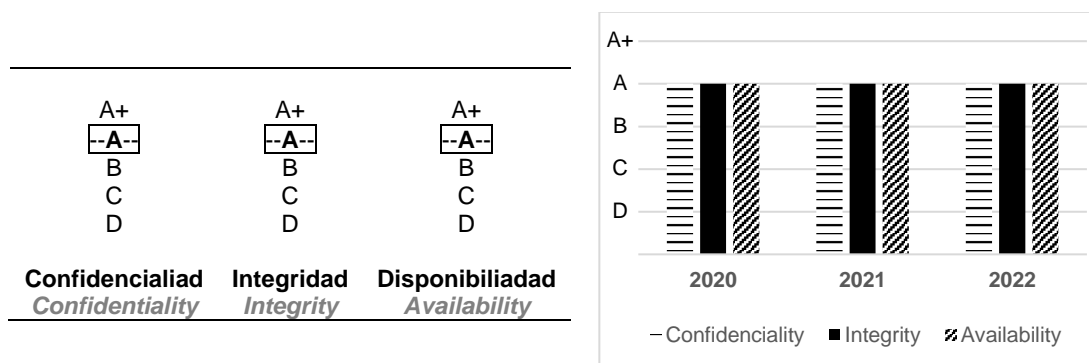 A+ A+ A+
--A-- --A-- --A--
B B B
C C C
D D D
Confidencialiad Integridad Disponibiliadad
Confidentiality Integrity Availability
A+
A
B
C
D
2020 2021 2022
Confidenciality Integrity Availability